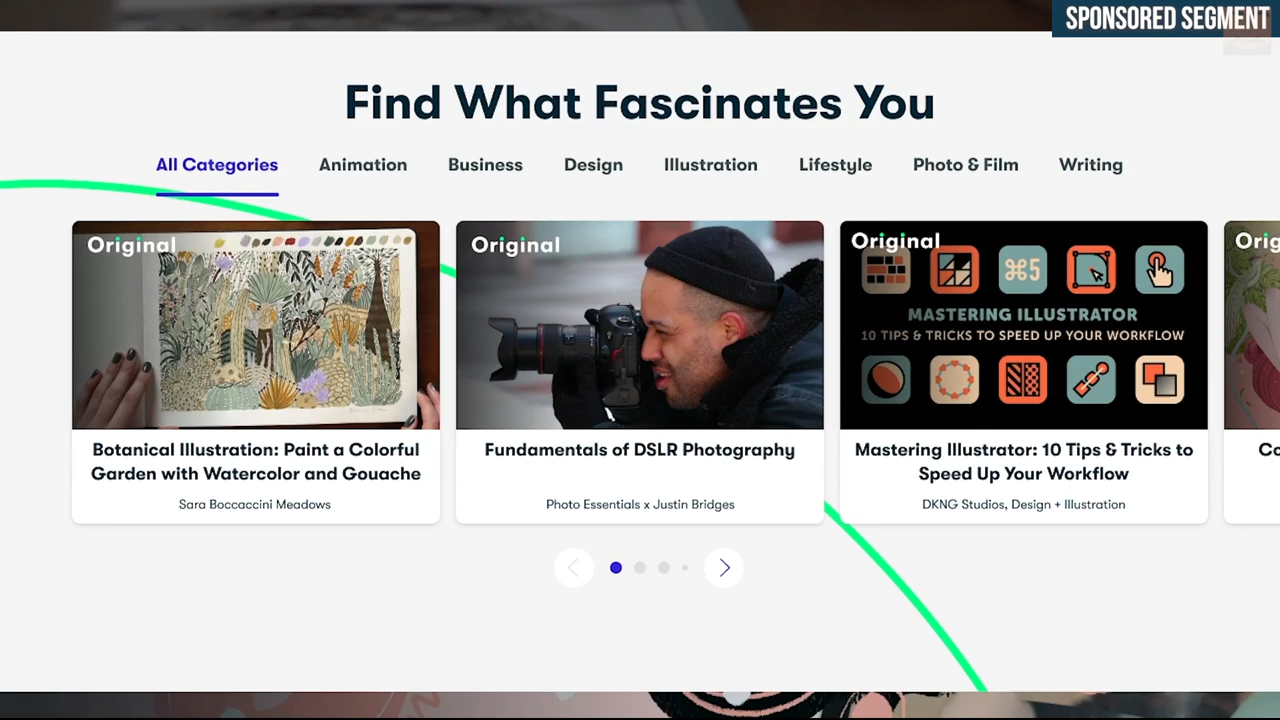 SPONSORED SEGMENT
Find What Fascinates You
All Categories Animation Business Design Illustration Lifestyle Photo & Film Writing
Original
Botanical Illustration: Paint a Colorful
Garden with Watercolor and Gouache
Sara Boccaccini Meadows
Original
Fundamentals of DSLR Photography
Photo Essentials x Justin Bridges
Original
⌘5
MASTERING ILLUSTRATOR
10 TIPS & TRICKS TO SPEED UP YOUR WORKFLOW
Mastering Illustrator: 10 Tips & Tricks to
Speed Up Your Workflow
DKNG Studios, Design + Illustration
Orig
Co